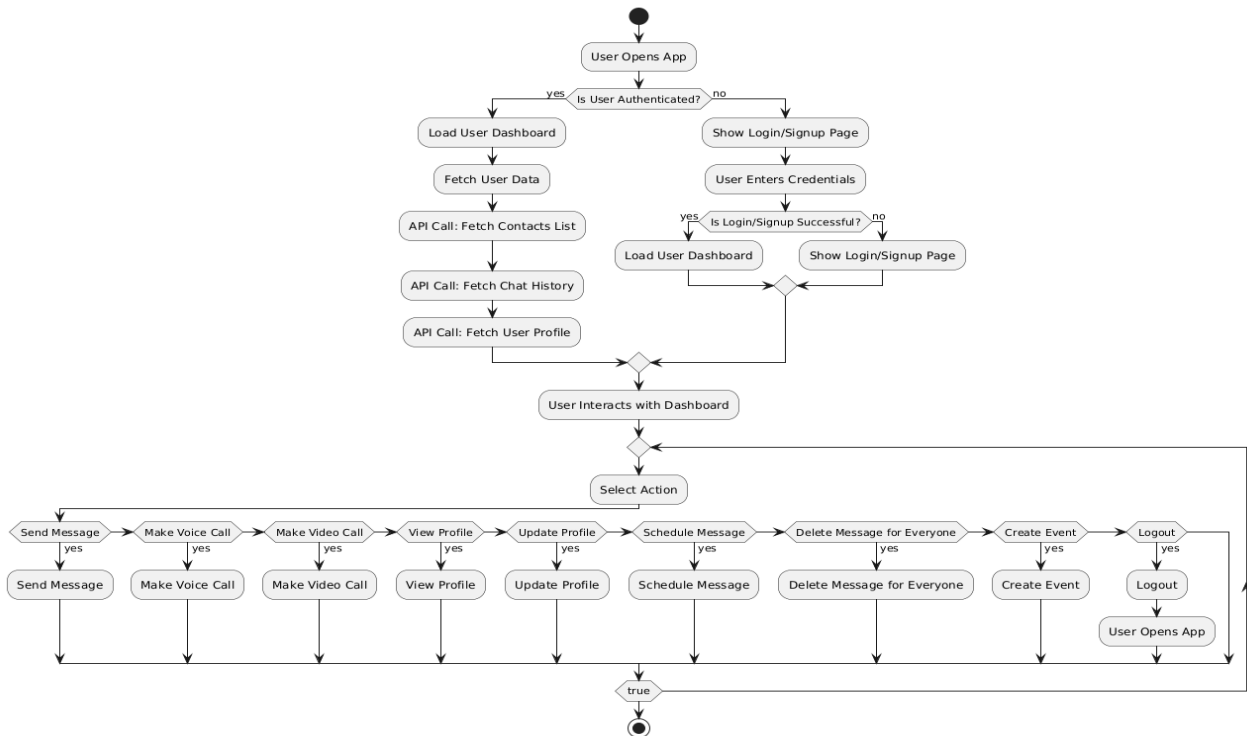 User Opens App
yes
Is User Authenticated?
no
Load User Dashboard
Show Login/Signup Page
Fetch User Data
User Enters Credentials
API Call: Fetch Contacts List
yes
Is Login/Signup Successful?
no
Load User Dashboard
Show Login/Signup Page
API Call: Fetch Chat History
API Call: Fetch User Profile
User Interacts with Dashboard
Select Action
Send Message
Make Voice Call
Make Video Call
View Profile
Update Profile
Schedule Message
Delete Message for Everyone
Create Event
Logout
yes
yes
yes
yes
yes
yes
yes
yes
yes
Send Message
Make Voice Call
Make Video Call
View Profile
Update Profile
Schedule Message
Delete Message for Everyone
Create Event
Logout
User Opens App
true